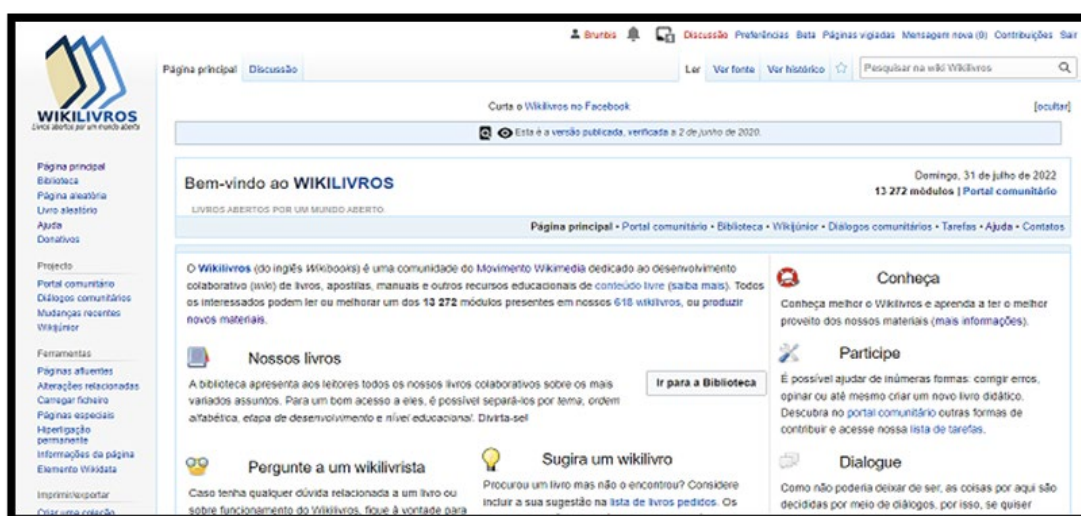 Brunbis Discussão Preferências Beta Páginas vigiadas Mensagem nova (0) Contribuições Sair
WIKILIVROS
Livros abertos por um mundo aberto
Página principal Discussão
Ler Ver fonte Ver histórico Pesquisar na wiki Wikilivros
Curta o Wikilivros no Facebook
[ocultar]
Esta é a versão publicada, verificada a 2 de junho de 2020.
Página principal
Biblioteca
Página aleatória
Livro aleatório
Ajuda
Donativos
Projecto
Portal comunitário
Diálogos comunitários
Mudanças recentes
Wikijúnior
Ferramentas
Páginas afluentes
Alterações relacionadas
Carregar ficheiro
Páginas especiais
Hiperligação
permanente
Informações da página
Elemento Wikidata
Imprimir/exportar
Criar uma coleção
Bem-vindo ao WIKILIVROS
LIVROS ABERTOS POR UM MUNDO ABERTO.
Domingo, 31 de julho de 2022
13 272 módulos | Portal comunitário
Página principal • Portal comunitário • Biblioteca • Wikijúnior • Diálogos comunitários • Tarefas • Ajuda • Contatos
O Wikilivros (do inglês Wikibooks) é uma comunidade do Movimento Wikimedia dedicado ao desenvolvimento
colaborativo (wiki) de livros, apostilas, manuais e outros recursos educacionais de conteúdo livre (saiba mais). Todos
os interessados podem ler ou melhorar um dos 13 272 módulos presentes em nossos 618 wikilivros, ou produzir
novos materiais.
Nossos livros
A biblioteca apresenta aos leitores todos os nossos livros colaborativos sobre os mais
variados assuntos. Para um bom acesso a eles, é possível separá-los por tema, ordem
alfabética, etapa de desenvolvimento e nível educacional. Divirta-se!
Ir para a Biblioteca
Pergunte a um wikilivrista
Caso tenha qualquer dúvida relacionada a um livro ou
sobre funcionamento do Wikilivros, fique à vontade para
Sugira um wikilivro
Procurou um livro mas não o encontrou? Considere
incluir a sua sugestão na lista de livros pedidos. Os
Conheça
Conheça melhor o Wikilivros e aprenda a ter o melhor
proveito dos nossos materiais (mais informações).
Participe
É possível ajudar de inúmeras formas: corrigir erros,
opinar ou até mesmo criar um novo livro didático.
Descubra no portal comunitário outras formas de
contribuir e acesse nossa lista de tarefas.
Dialogue
Como não poderia deixar de ser, as coisas por aqui são
decididas por meio de diálogos, por isso, se quiser